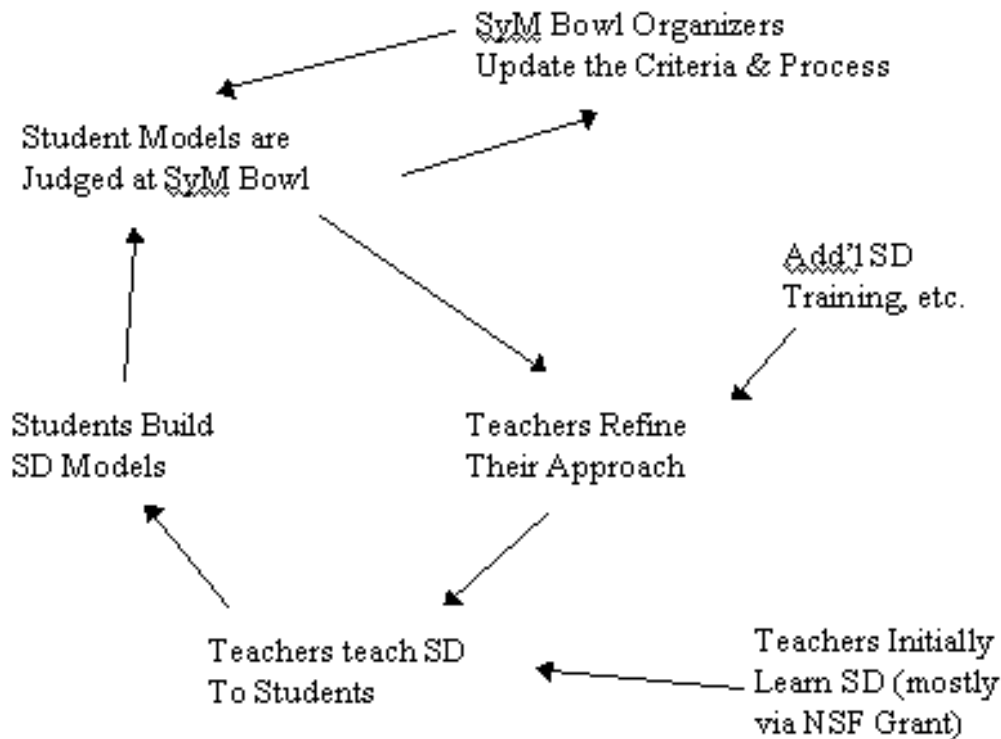 SyM Bowl Organizers
Update the Criteria & Process
Student Models are
Judged at SyM Bowl
Add'l SD
Training, etc.
Students Build
SD Models
Teachers Refine
Their Approach
Teachers teach SD
To Students
Teachers Initially
Learn SD (mostly
via NSF Grant)